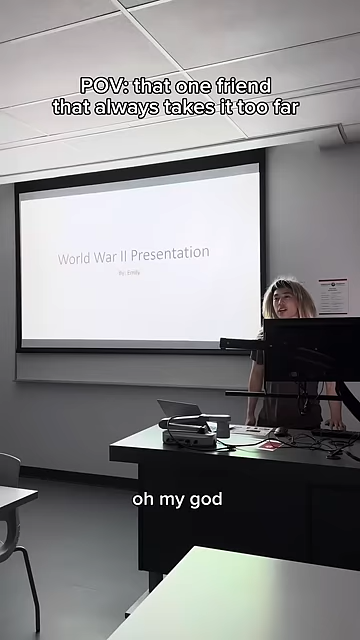 POV: that one friend
that always takes it too far
World War II Presentation
By: Emily
oh my god